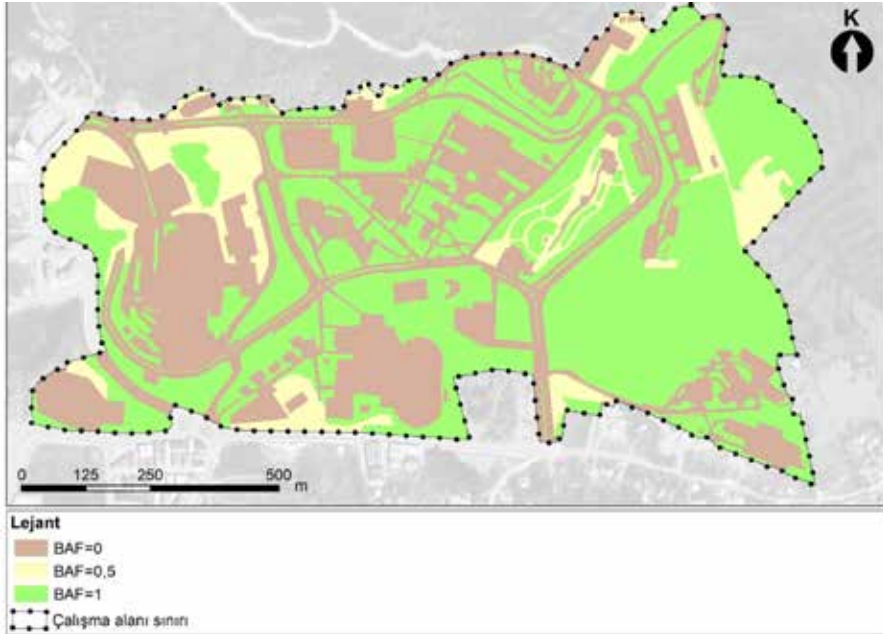 K
0 125 250 500
m
Lejant
BAF=0
BAF=0,5
BAF=1
Çalışma alanı sınırı